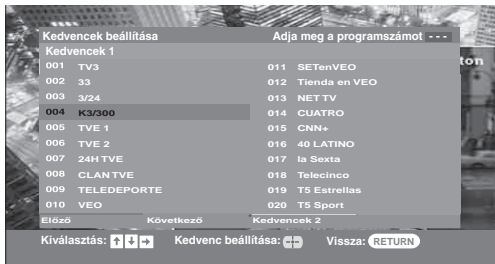 Kedvencek beállítása Adja meg a programszámot - - -
Kedvencek 1
001 TV3
002 33
003 3/24
004 K3/300
005 TVE 1
006 TVE 2
007 24H TVE
008 CLAN TVE
009 TELEDEPORTE
010 VEO
011 SETenVEO
012 Tienda en VEO
013 NET TV
014 CUATRO
015 CNN+
016 40 LATINO
017 la Sexta
018 Telecinco
019 T5 Estrellas
020 T5 Sport
ton
Előző Következő Kedvencek 2
Kiválasztás: Kedvenc beállítása: -/-- Vissza: RETURN